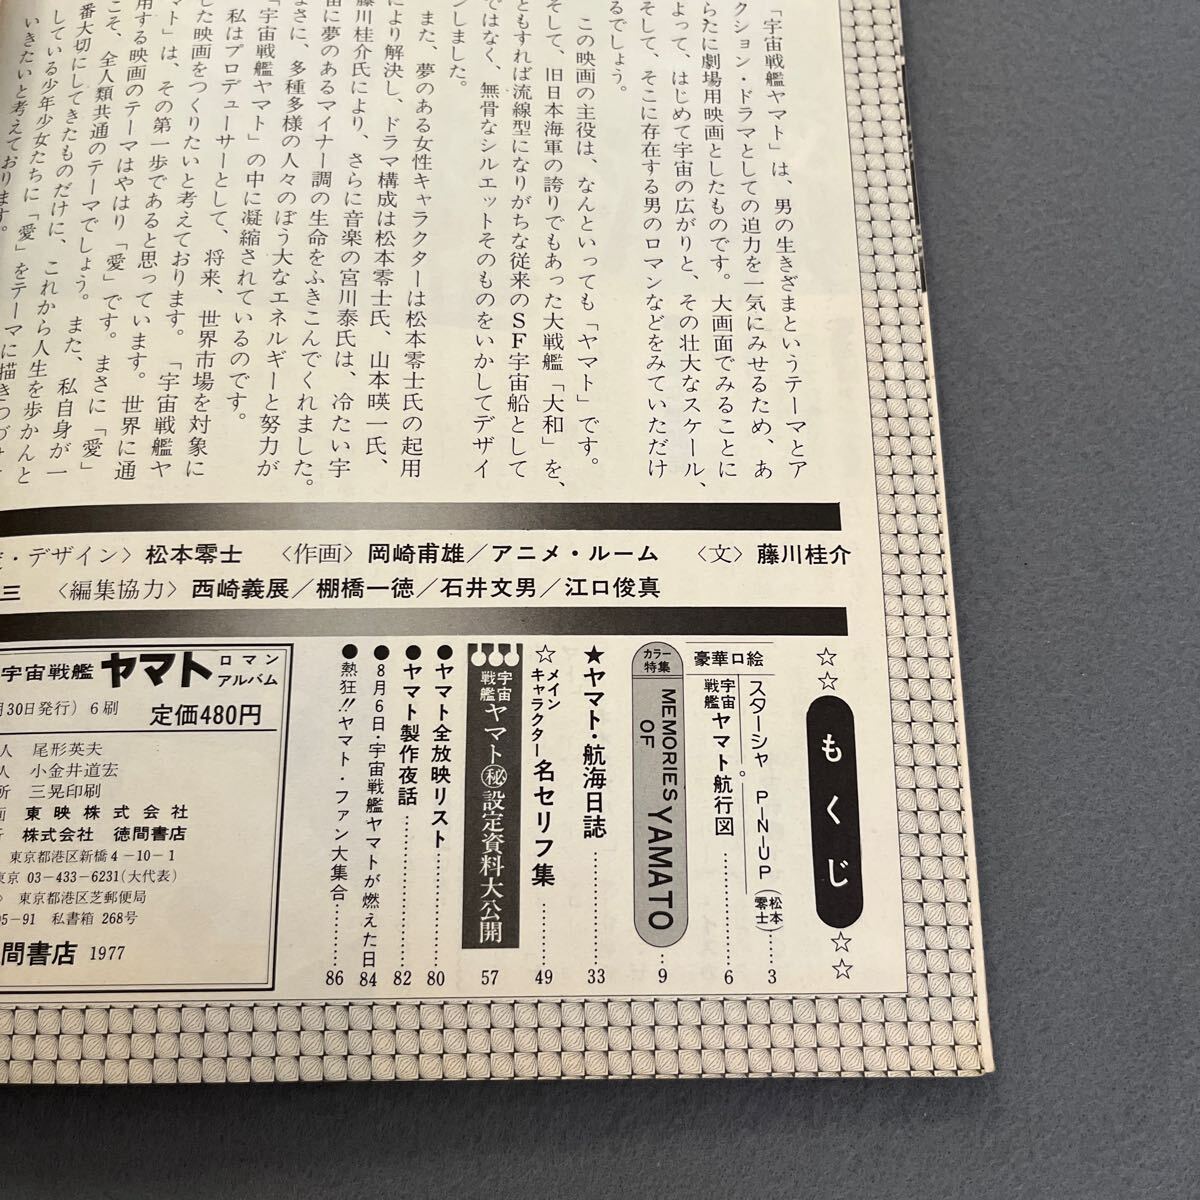 「宇宙戦艦ヤマト」は、男の生きざまというテーマとア
クション・ドラマとしての迫力を一気にみせるため、あ
らたに劇場用映画としたものです。大画面でみることに
よって、はじめて宇宙の広がりと、その壮大なスケール、
そして、そこに存在する男のロマンなどをみていただけ
るでしょう。
この映画の主役は、なんといっても「ヤマト」です。
そして、旧日本海軍の誇りでもあった大戦艦「大和」を、
ともすれば流線型になりがちな従来のSF宇宙船として
ではなく、無骨なシルエットそのものをいかしてデザイ
ンしました。
また、夢のある女性キャラクターは松本零士氏の起用
により解決し、ドラマ構成は松本零士氏、山本暎一氏、
藤川桂介氏により、さらに音楽の宮川泰氏は、冷たい宇
宙に夢のあるマイナー調の生命をふきこんでくれました。
まさに、多種多様の人々のぼう大なエネルギーと努力が
「宇宙戦艦ヤマト」の中に凝縮されているのです。
私はプロデューサーとして、将来、世界市場を対象に
した映画をつくりたいと考えております。「宇宙戦艦ヤ
マト」は、その第一歩であると思っています。世界に通
用する映画のテーマはやはり「愛」です。まさに「愛」
こそ、全人類共通のテーマでしょう。また、私自身が一
番大切にしてきたものだけに、これから人生を歩かんと
している少年少女たちに「愛」をテーマに描きつづけて
いきたいと考えております。
・デザイン〉松本零士 〈作画〉岡崎甫雄／アニメ・ルーム 〈文〉藤川桂介
三 〈編集協力〉西崎義展／棚橋一徳／石井文男／江口俊真
☆☆もくじ☆☆
豪華口絵
スターシャ PIN-UP（松本零士）……3
宇宙戦艦ヤマト航行図……6
カラー特集 MEMORIES OF YAMATO…9
★ヤマト・航海日誌……33
☆メインキャラクター名セリフ集……49
宇宙戦艦ヤマト㊙設定資料大公開 57
●ヤマト全放映リスト……80
●ヤマト製作夜話……82
●8月6日・宇宙戦艦ヤマトが燃えた日 84
●熱狂!!ヤマト・ファン大集合……86
宇宙戦艦ヤマト ロマンアルバム
月30日発行）6刷 定価480円
人 尾形英夫
人 小金井道宏
所 三晃印刷
画 東映株式会社
行 株式会社 徳間書店
東京都港区新橋4-10-1
東京 03-433-6231(大代表)
東京都港区芝郵便局
05-91 私書箱 268号
間書店 1977